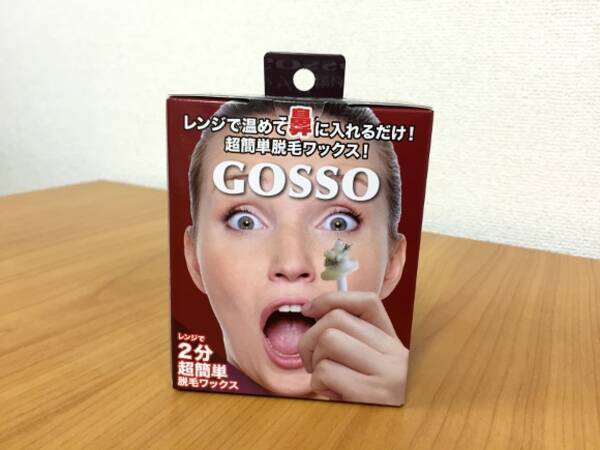 レンジで温めて鼻に入れるだけ!
超簡単脱毛ワックス!
GOSSO
レンジで
2分
超簡単
脱毛ワックス